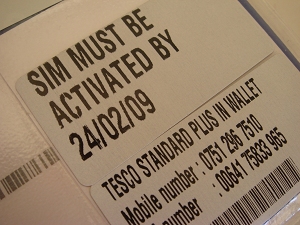 SIM MUST BE
ACTIVATED BY
24/02/09
TESCO STANDARD PLUS IN WALLET
Mobile number : 0751 296 7510
number : 00641 75833 965